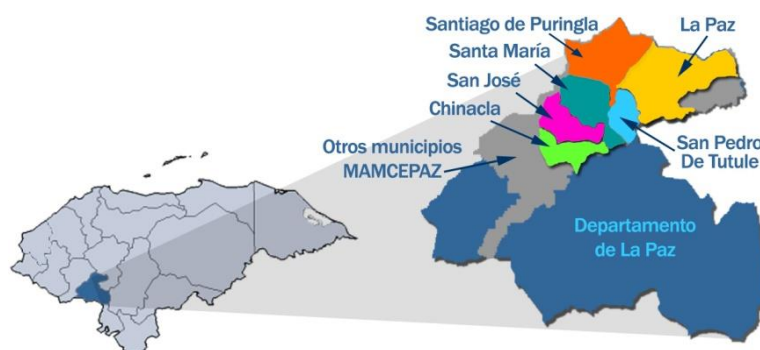 Santiago de Puringla
La Paz
Santa María
San José
Chinacla
Otros municipios
MAMCEPAZ
San Pedro
De Tutule
Departamento
de La Paz